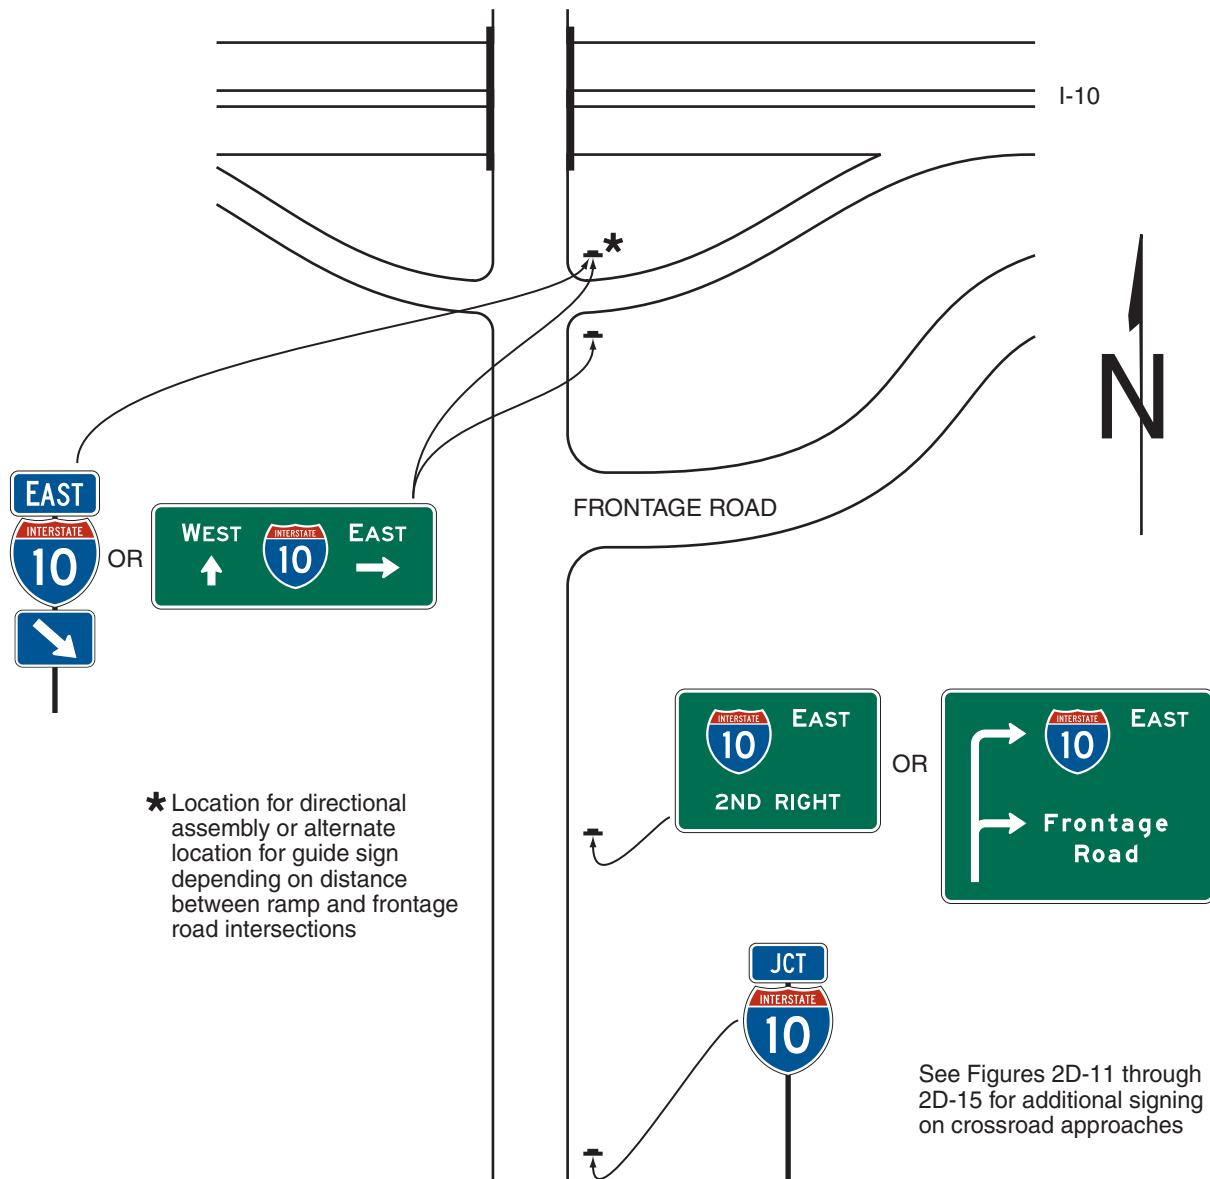 I-10
*
N
FRONTAGE ROAD
EAST
INTERSTATE
10
OR
WEST INTERSTATE EAST
10
INTERSTATE EAST
10
2ND RIGHT
OR
INTERSTATE EAST
10
Frontage
Road
* Location for directional
assembly or alternate
location for guide sign
depending on distance
between ramp and frontage
road intersections
JCT
INTERSTATE
10
See Figures 2D-11 through
2D-15 for additional signing
on crossroad approaches